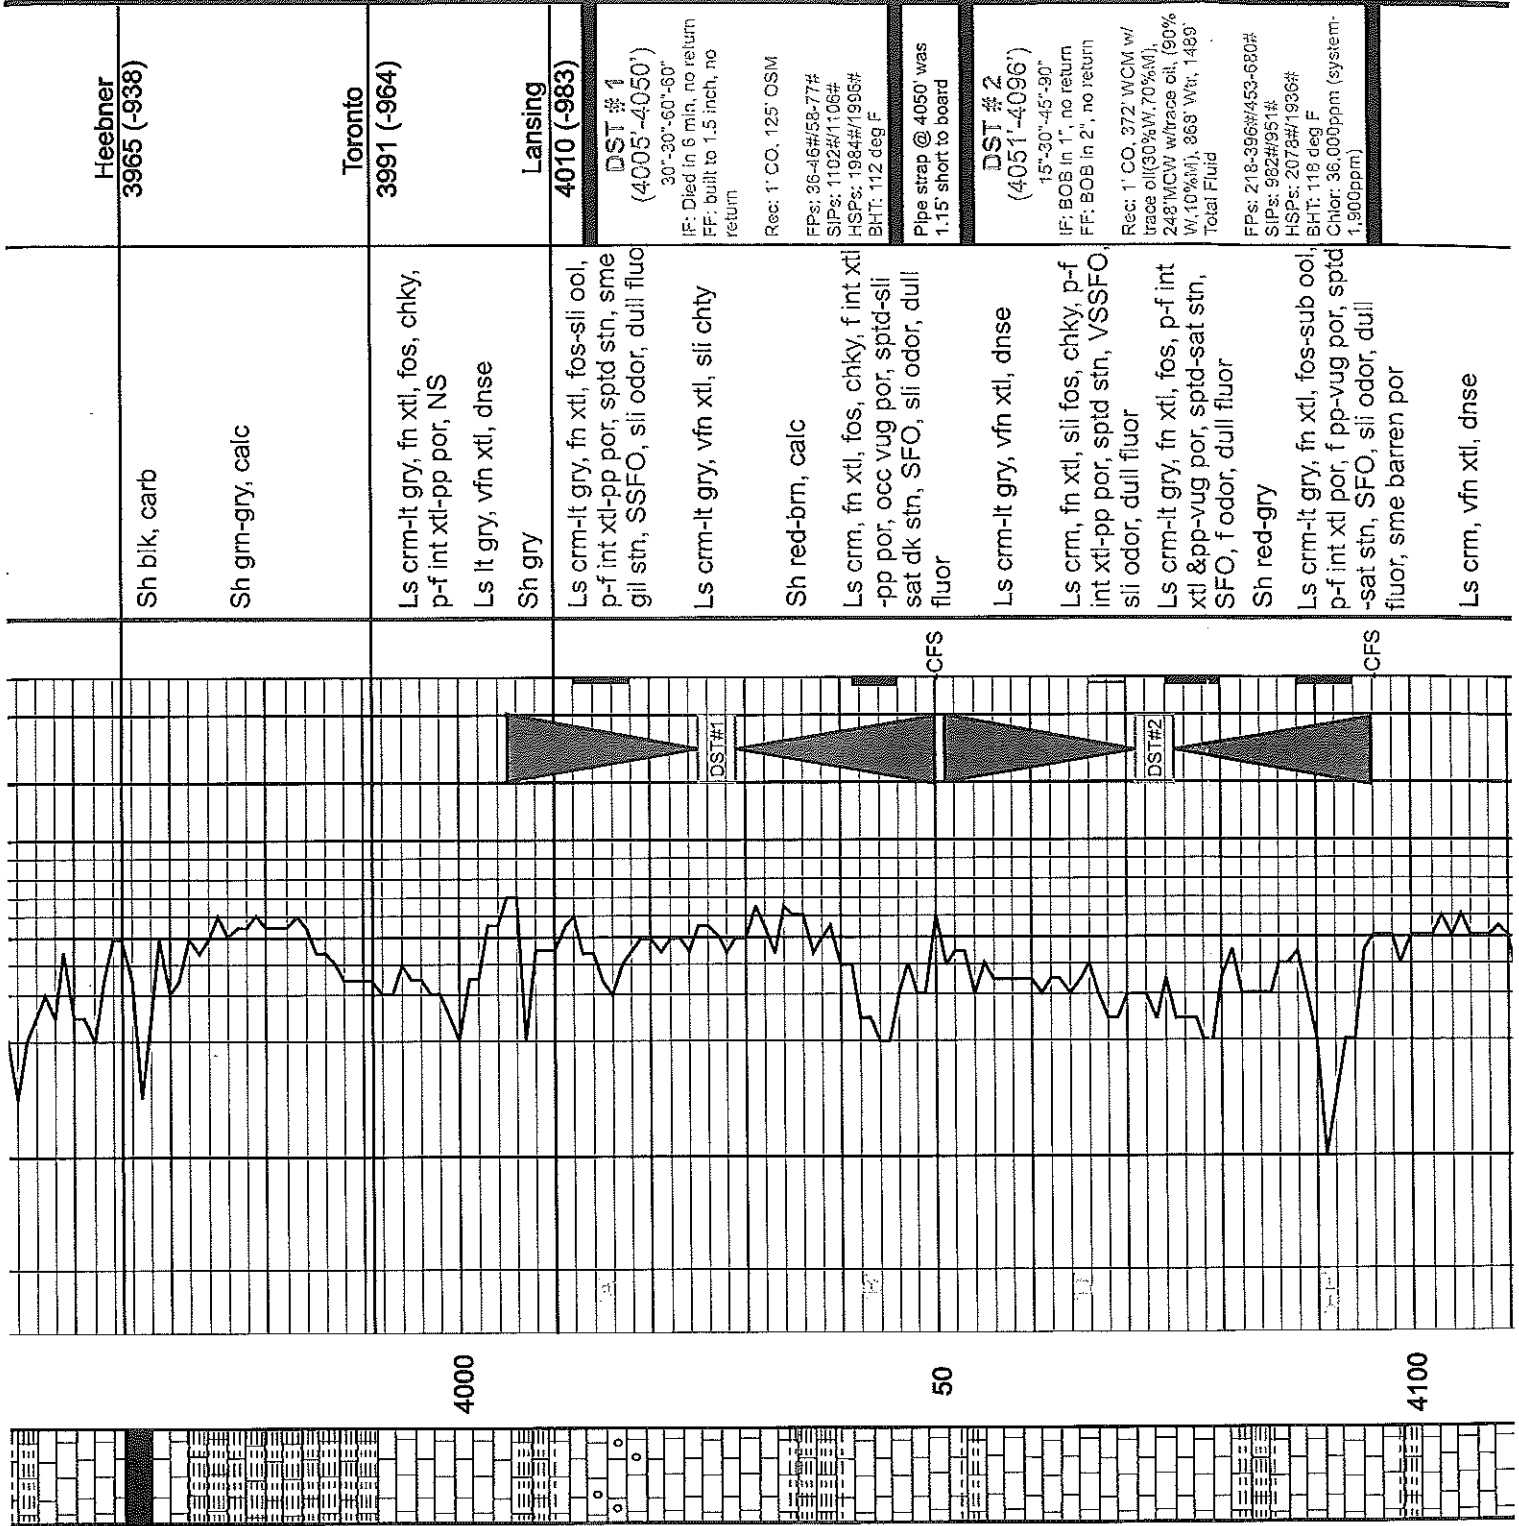 Heebner
3965 (-938)
Toronto
3991 (-964)
Lansing
4010 (-983)
DST # 1
(4005'-4050')
30"-30"-60"-60"
IF: Died in 6 min, no return
FF: built to 1.5 inch, no
return
Rec: 1' CO, 125' OSM
FPs: 36-46#/58-77#
SIPs: 1102#/1106#
HSPs: 1984#/1996#
BHT: 112 deg F
Pipe strap @ 4050' was
1.15' short to board
DST # 2
(4051'-4096')
15"-30"-45"-90"
IF: BOB in 1", no return
FF: BOB in 2", no return
Rec: 1' CO, 372' WCM w/
trace oil(30%W,70%M),
248'MCW w/trace oil, (90%
W,10%M), 868' Wtr, 1489'
Total Fluid
FPs: 218-396#/453-680#
SIPs: 962#/951#
HSPs: 2078#/1936#
BHT: 118 deg F
Chlor: 36,000ppm (system-
1,900ppm)
Sh blk, carb
Sh grn-gry, calc
Ls crm-lt gry, fn xtl, fos, chky,
p-f int xtl-pp por, NS
Ls lt gry, vfn xtl, dnse
Sh gry
Ls crm-lt gry, fn xtl, fos-sli ool,
p-f int xtl-pp por, sptd stn, sme
gil stn, SSFO, sli odor, dull fluo
Ls crm-lt gry, vfn xtl, sli chty
Sh red-brn, calc
Ls crm, fn xtl, fos, chky, f int xtl
-pp por, occ vug por, sptd-sli
sat dk stn, SFO, sli odor, dull
fluor
Ls crm-lt gry, vfn xtl, dnse
Ls crm, fn xtl, sli fos, chky, p-f
int xtl-pp por, sptd stn, VSSFO,
sli odor, dull fluor
Ls crm-lt gry, fn xtl, fos, p-f int
xtl &pp-vug por, sptd-sat stn,
SFO, f odor, dull fluor
Sh red-gry
Ls crm-lt gry, fn xtl, fos-sub ool,
p-f int xtl por, f pp-vug por, sptd
-sat stn, SFO, sli odor, dull
fluor, sme barren por
Ls crm, vfn xtl, dnse
CFS
CFS
DST#1
DST#2
4000
50
4100